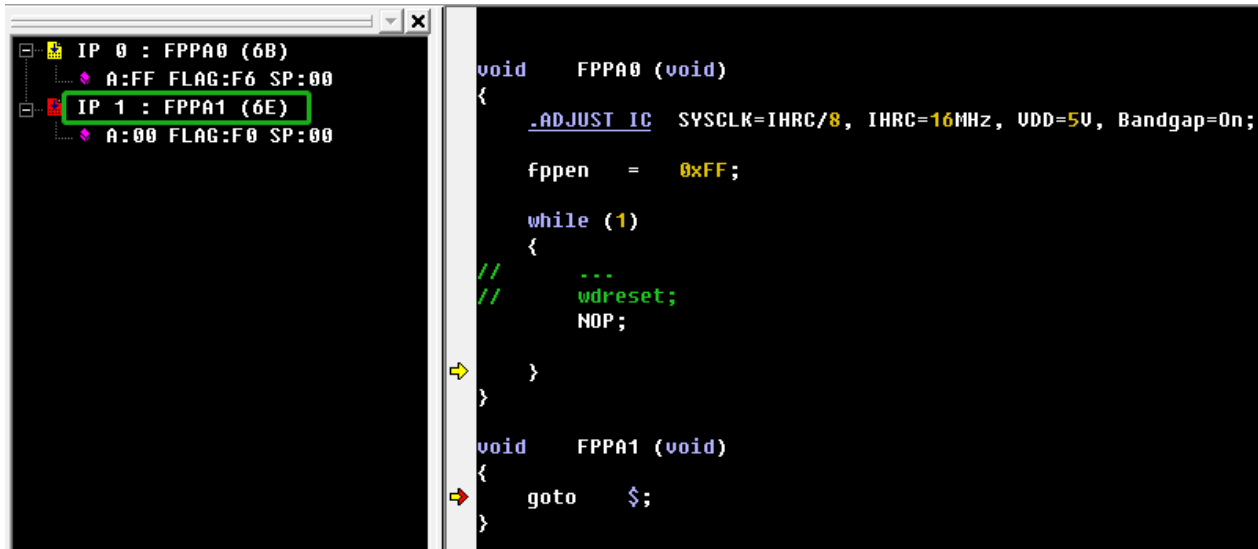 IP 0 : FPPA0 (6B)
A:FF FLAG:F6 SP:00
IP 1 : FPPA1 (6E)
A:00 FLAG:F0 SP:00
void FPPA0 (void)
{
.ADJUST_IC SYSCLK=IHRC/8, IHRC=16MHz, VDD=5V, Bandgap=On;
fppen = 0xFF;
while (1)
{
// ...
// wdreset;
NOP;
}
}
void FPPA1 (void)
{
goto $;
}